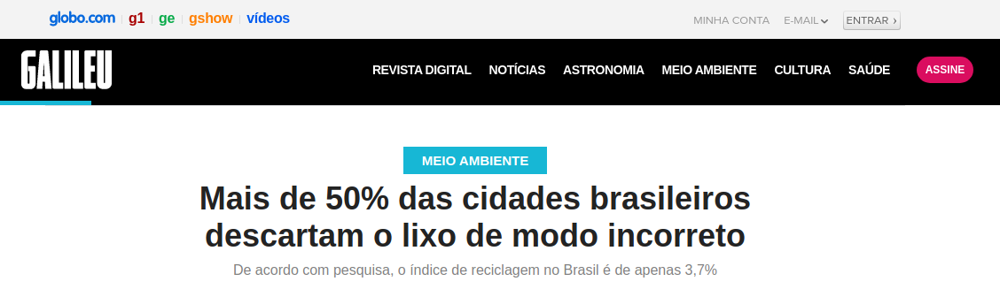 globo.com g1 ge gshow vídeos MINHA CONTA E-MAIL ENTRAR ›
GALILEU REVISTA DIGITAL NOTÍCIAS ASTRONOMIA MEIO AMBIENTE CULTURA SAÚDE ASSINE
MEIO AMBIENTE
Mais de 50% das cidades brasileiros
descartam o lixo de modo incorreto
De acordo com pesquisa, o índice de reciclagem no Brasil é de apenas 3,7%